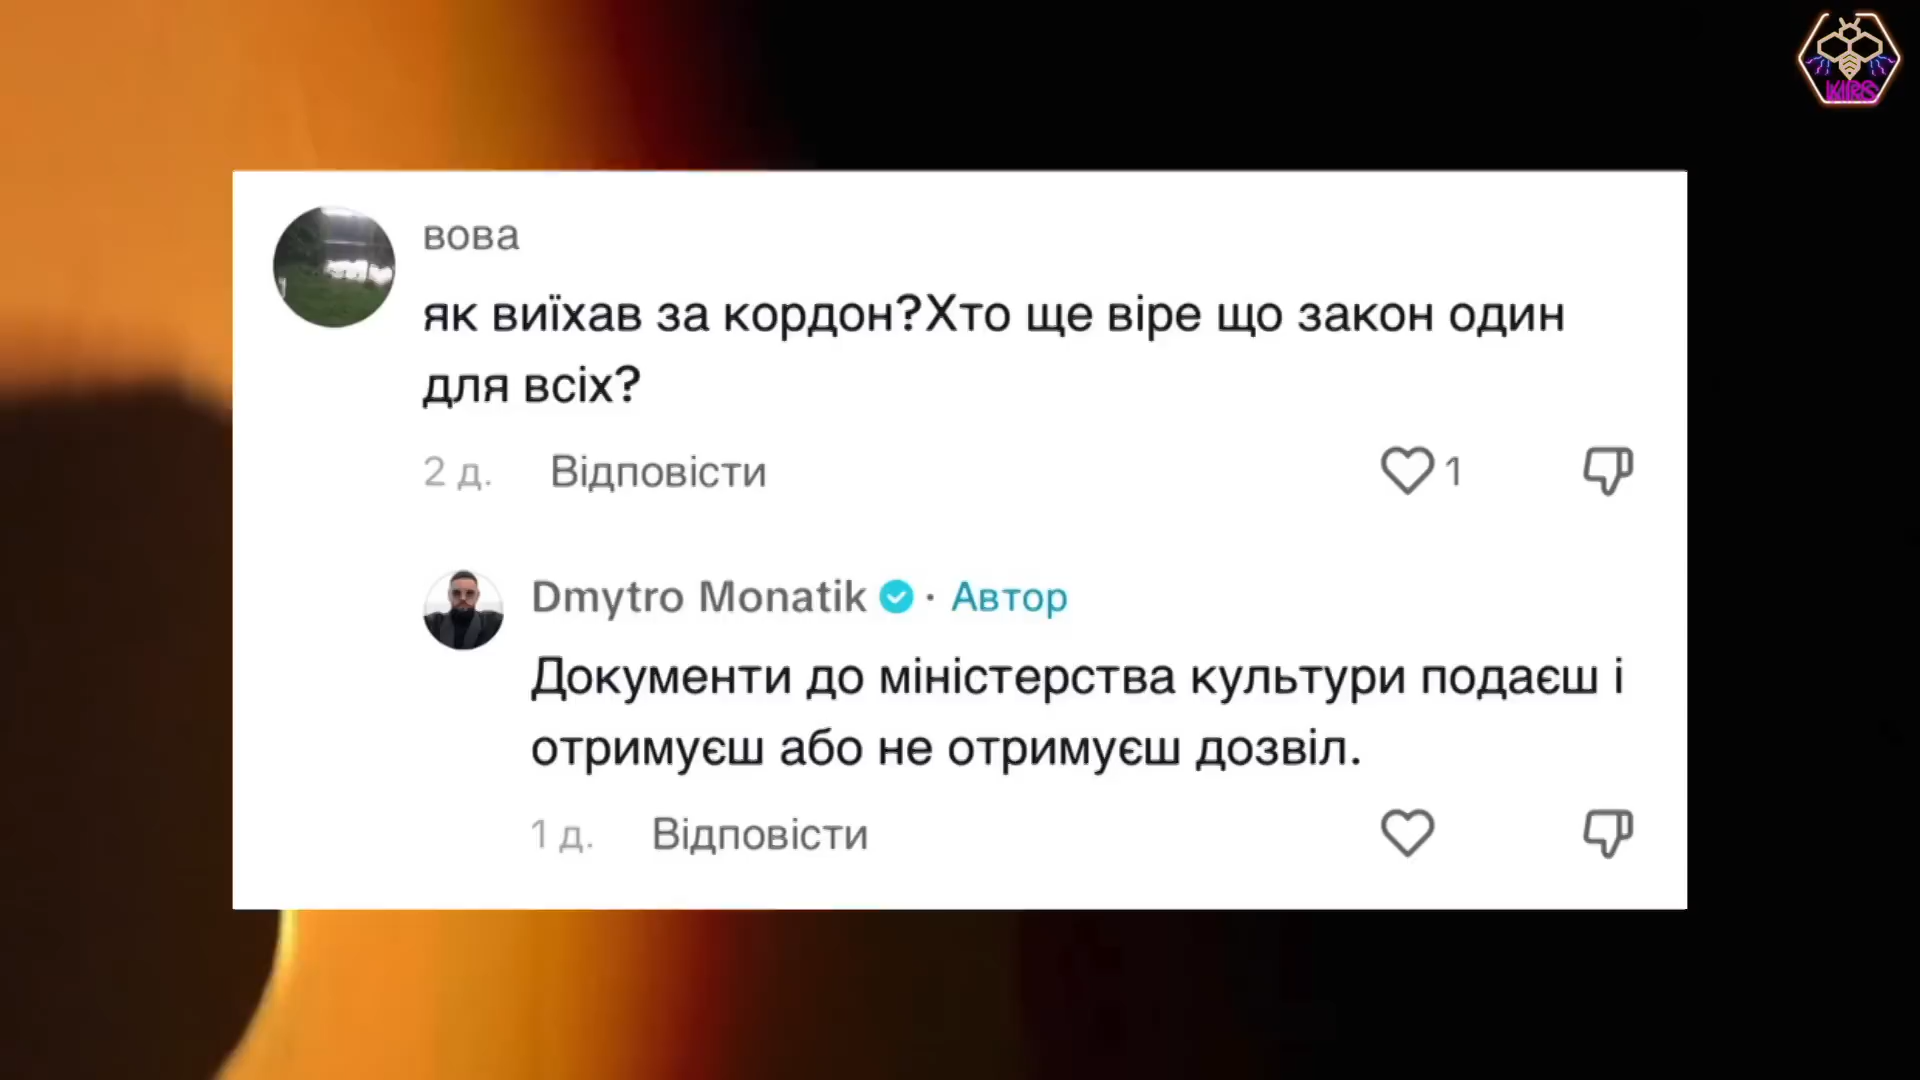 KIRS
вова
як виїхав за кордон?Хто ще віре що закон один
для всіх?
2 д. Відповісти 1
Dmytro Monatik · Автор
Документи до міністерства культури подаєш і
отримуєш або не отримуєш дозвіл.
1 д. Відповісти